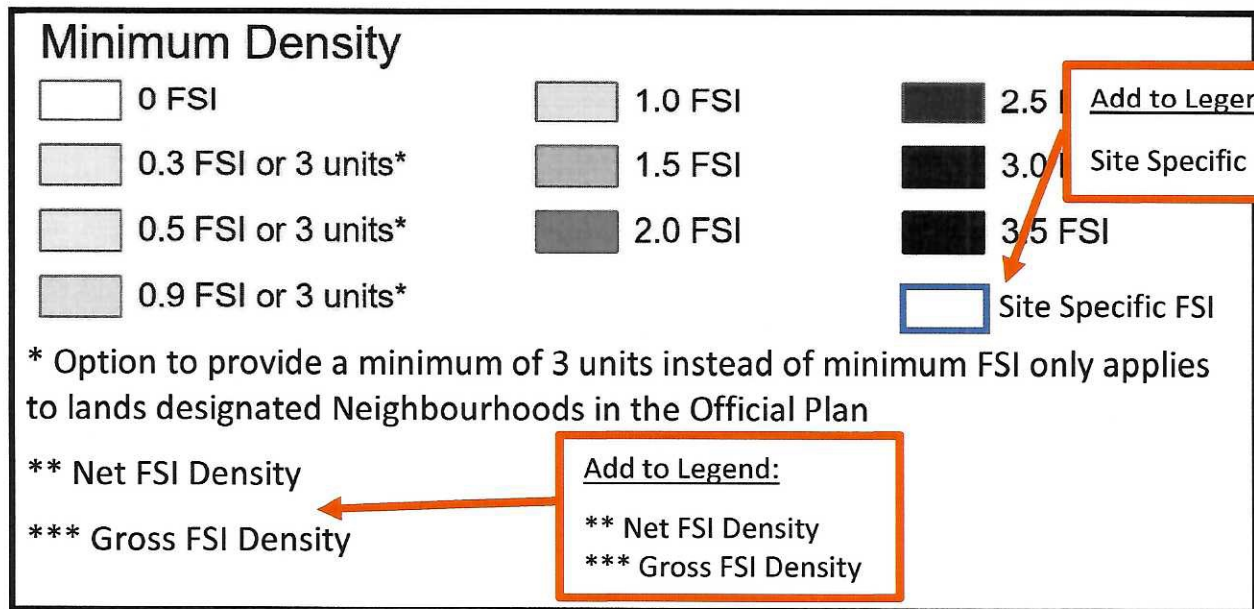 Minimum Density
0 FSI
0.3 FSI or 3 units*
0.5 FSI or 3 units*
0.9 FSI or 3 units*
1.0 FSI
1.5 FSI
2.0 FSI
2.5
3.0
3.5 FSI
Site Specific FSI
Add to
Site Specific
* Option to provide a minimum of 3 units instead of minimum FSI only applies
to lands designated Neighbourhoods in the Official Plan
** Net FSI Density
*** Gross FSI Density
Add to Legend:
** Net FSI Density
*** Gross FSI Density